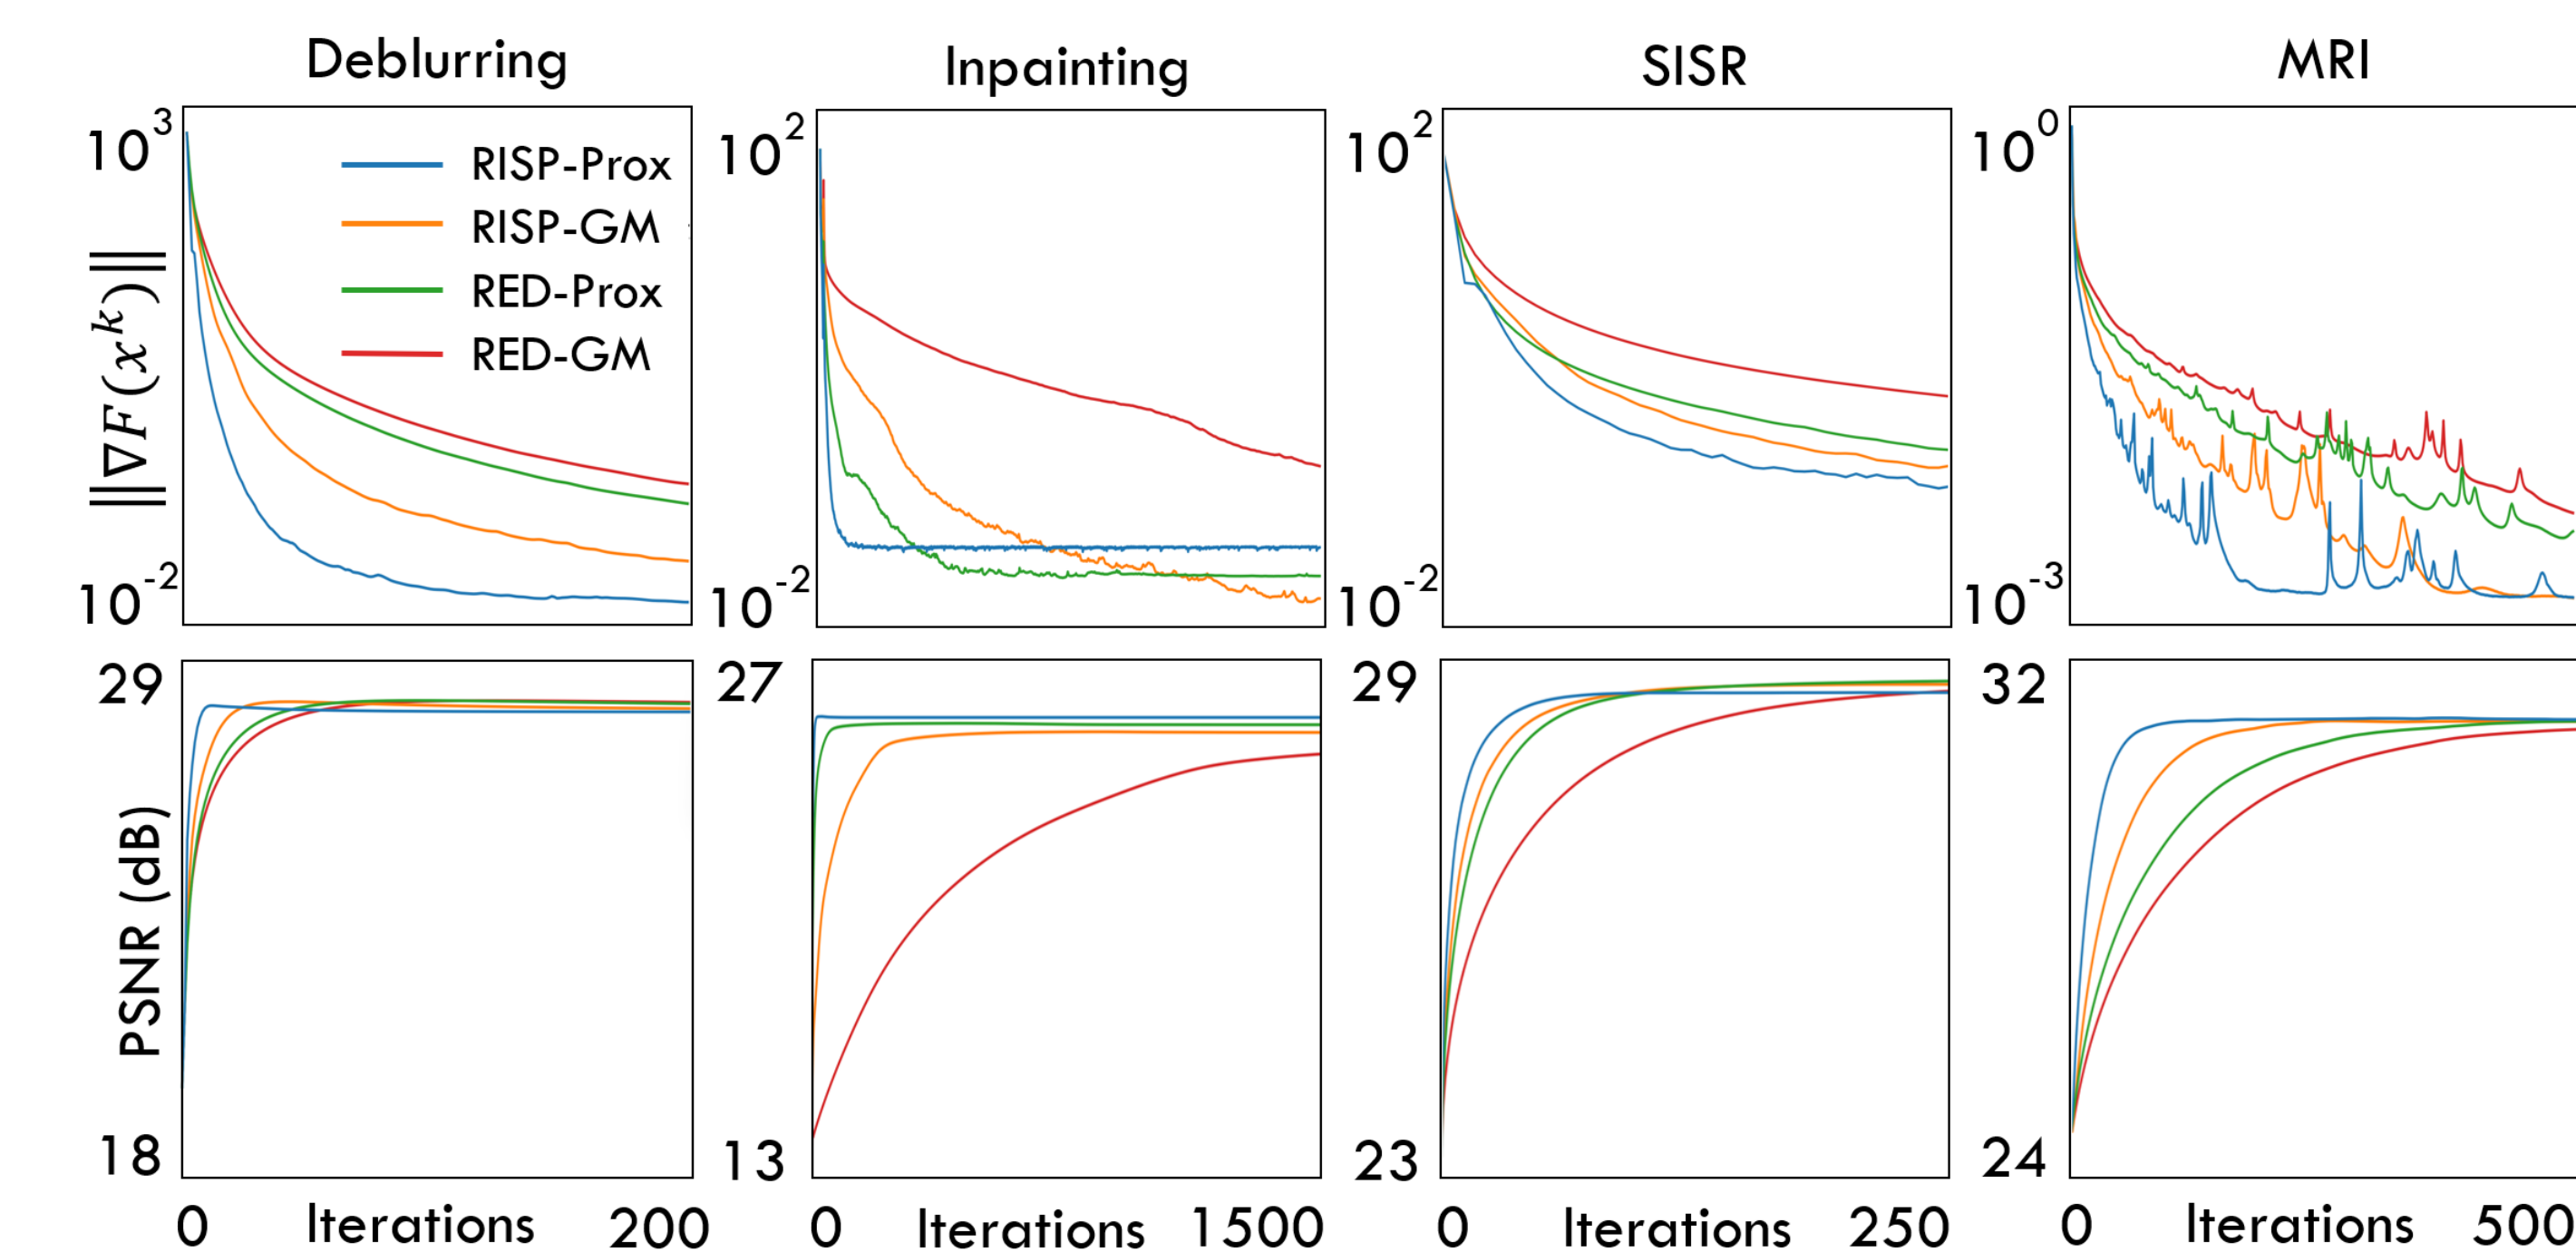 Deblurring
Inpainting
SISR
MRI
10^3
10^-2
‖∇F(x^k)‖
RISP-Prox
RISP-GM
RED-Prox
RED-GM
10^2
10^-2
10^2
10^-2
10^0
10^-3
29
18
PSNR (dB)
27
13
29
23
32
24
0 Iterations 200
0 Iterations 1500
0 Iterations 250
0 Iterations 500